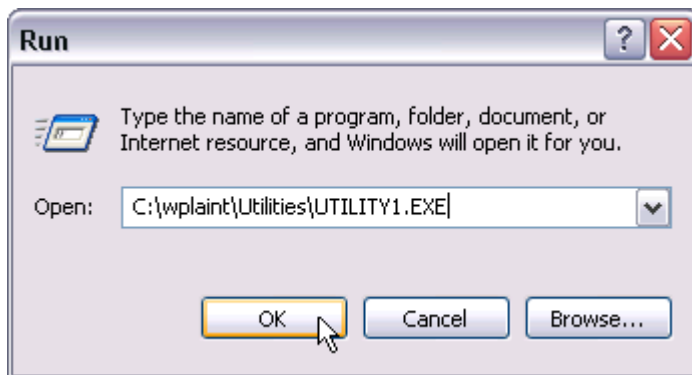 Run
Type the name of a program, folder, document, or
Internet resource, and Windows will open it for you.
Open: C:\wplaint\Utilities\UTILITY1.EXE
OK Cancel Browse...